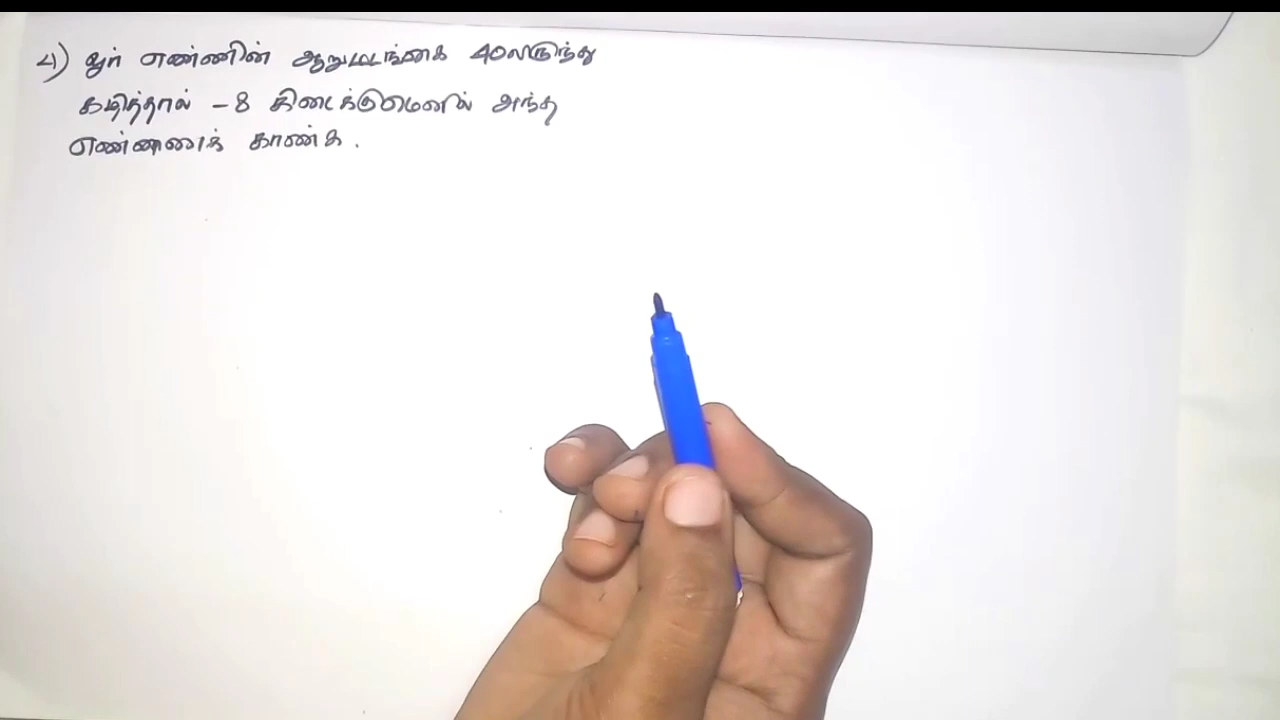 4) ஓர் எண்ணின் ஆறுமடங்கை 40லிருந்து
கழித்தால் -8 கிடைக்குமெனில் அந்த
எண்ணைக் காண்க.